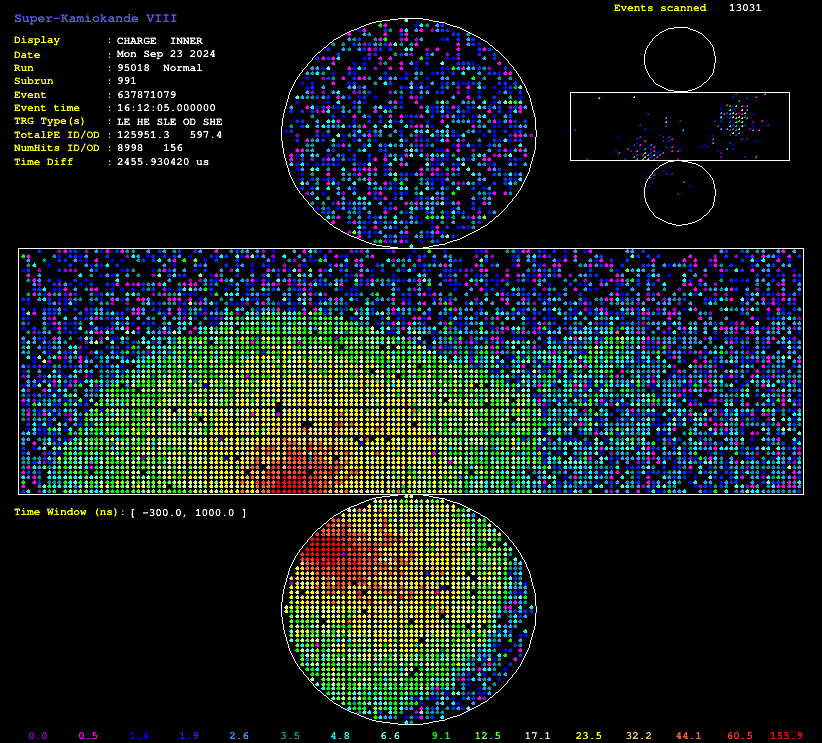 Super-Kamiokande VIII
Events scanned 13031
Display : CHARGE INNER
Date : Mon Sep 23 2024
Run : 95018 Normal
Subrun : 991
Event : 637871079
Event time : 16:12:05.000000
TRG Type(s) : LE HE SLE OD SHE
TotalPE ID/OD : 125951.3 597.4
NumHits ID/OD : 8998 156
Time Diff : 2455.930420 us
Time Window (ns): [ -300.0, 1000.0 ]
0.0 0.5 1.4 1.9 2.6 3.5 4.8 6.6 9.1 12.5 17.1 23.5 32.2 44.1 60.5 155.9